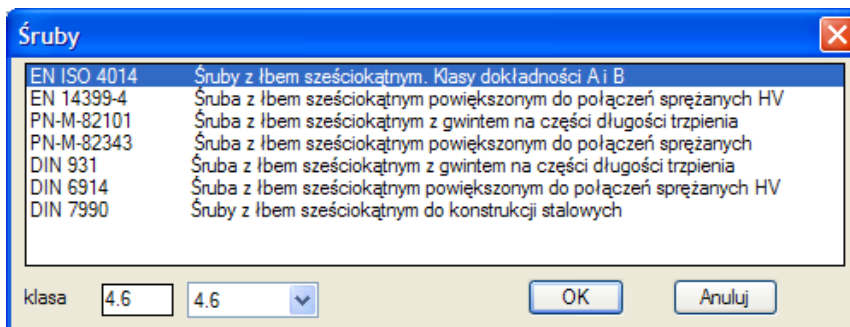 Śruby
EN ISO 4014 Śruby z łbem sześciokątnym. Klasy dokładności A i B
EN 14399-4 Śruba z łbem sześciokątnym powiększonym do połączeń sprężanych HV
PN-M-82101 Śruba z łbem sześciokątnym z gwintem na części długości trzpienia
PN-M-82343 Śruba z łbem sześciokątnym powiększonym do połączeń sprężanych
DIN 931 Śruba z łbem sześciokątnym z gwintem na części długości trzpienia
DIN 6914 Śruba z łbem sześciokątnym powiększonym do połączeń sprężanych HV
DIN 7990 Śruby z łbem sześciokątnym do konstrukcji stalowych
klasa 4.6 4.6 OK Anuluj